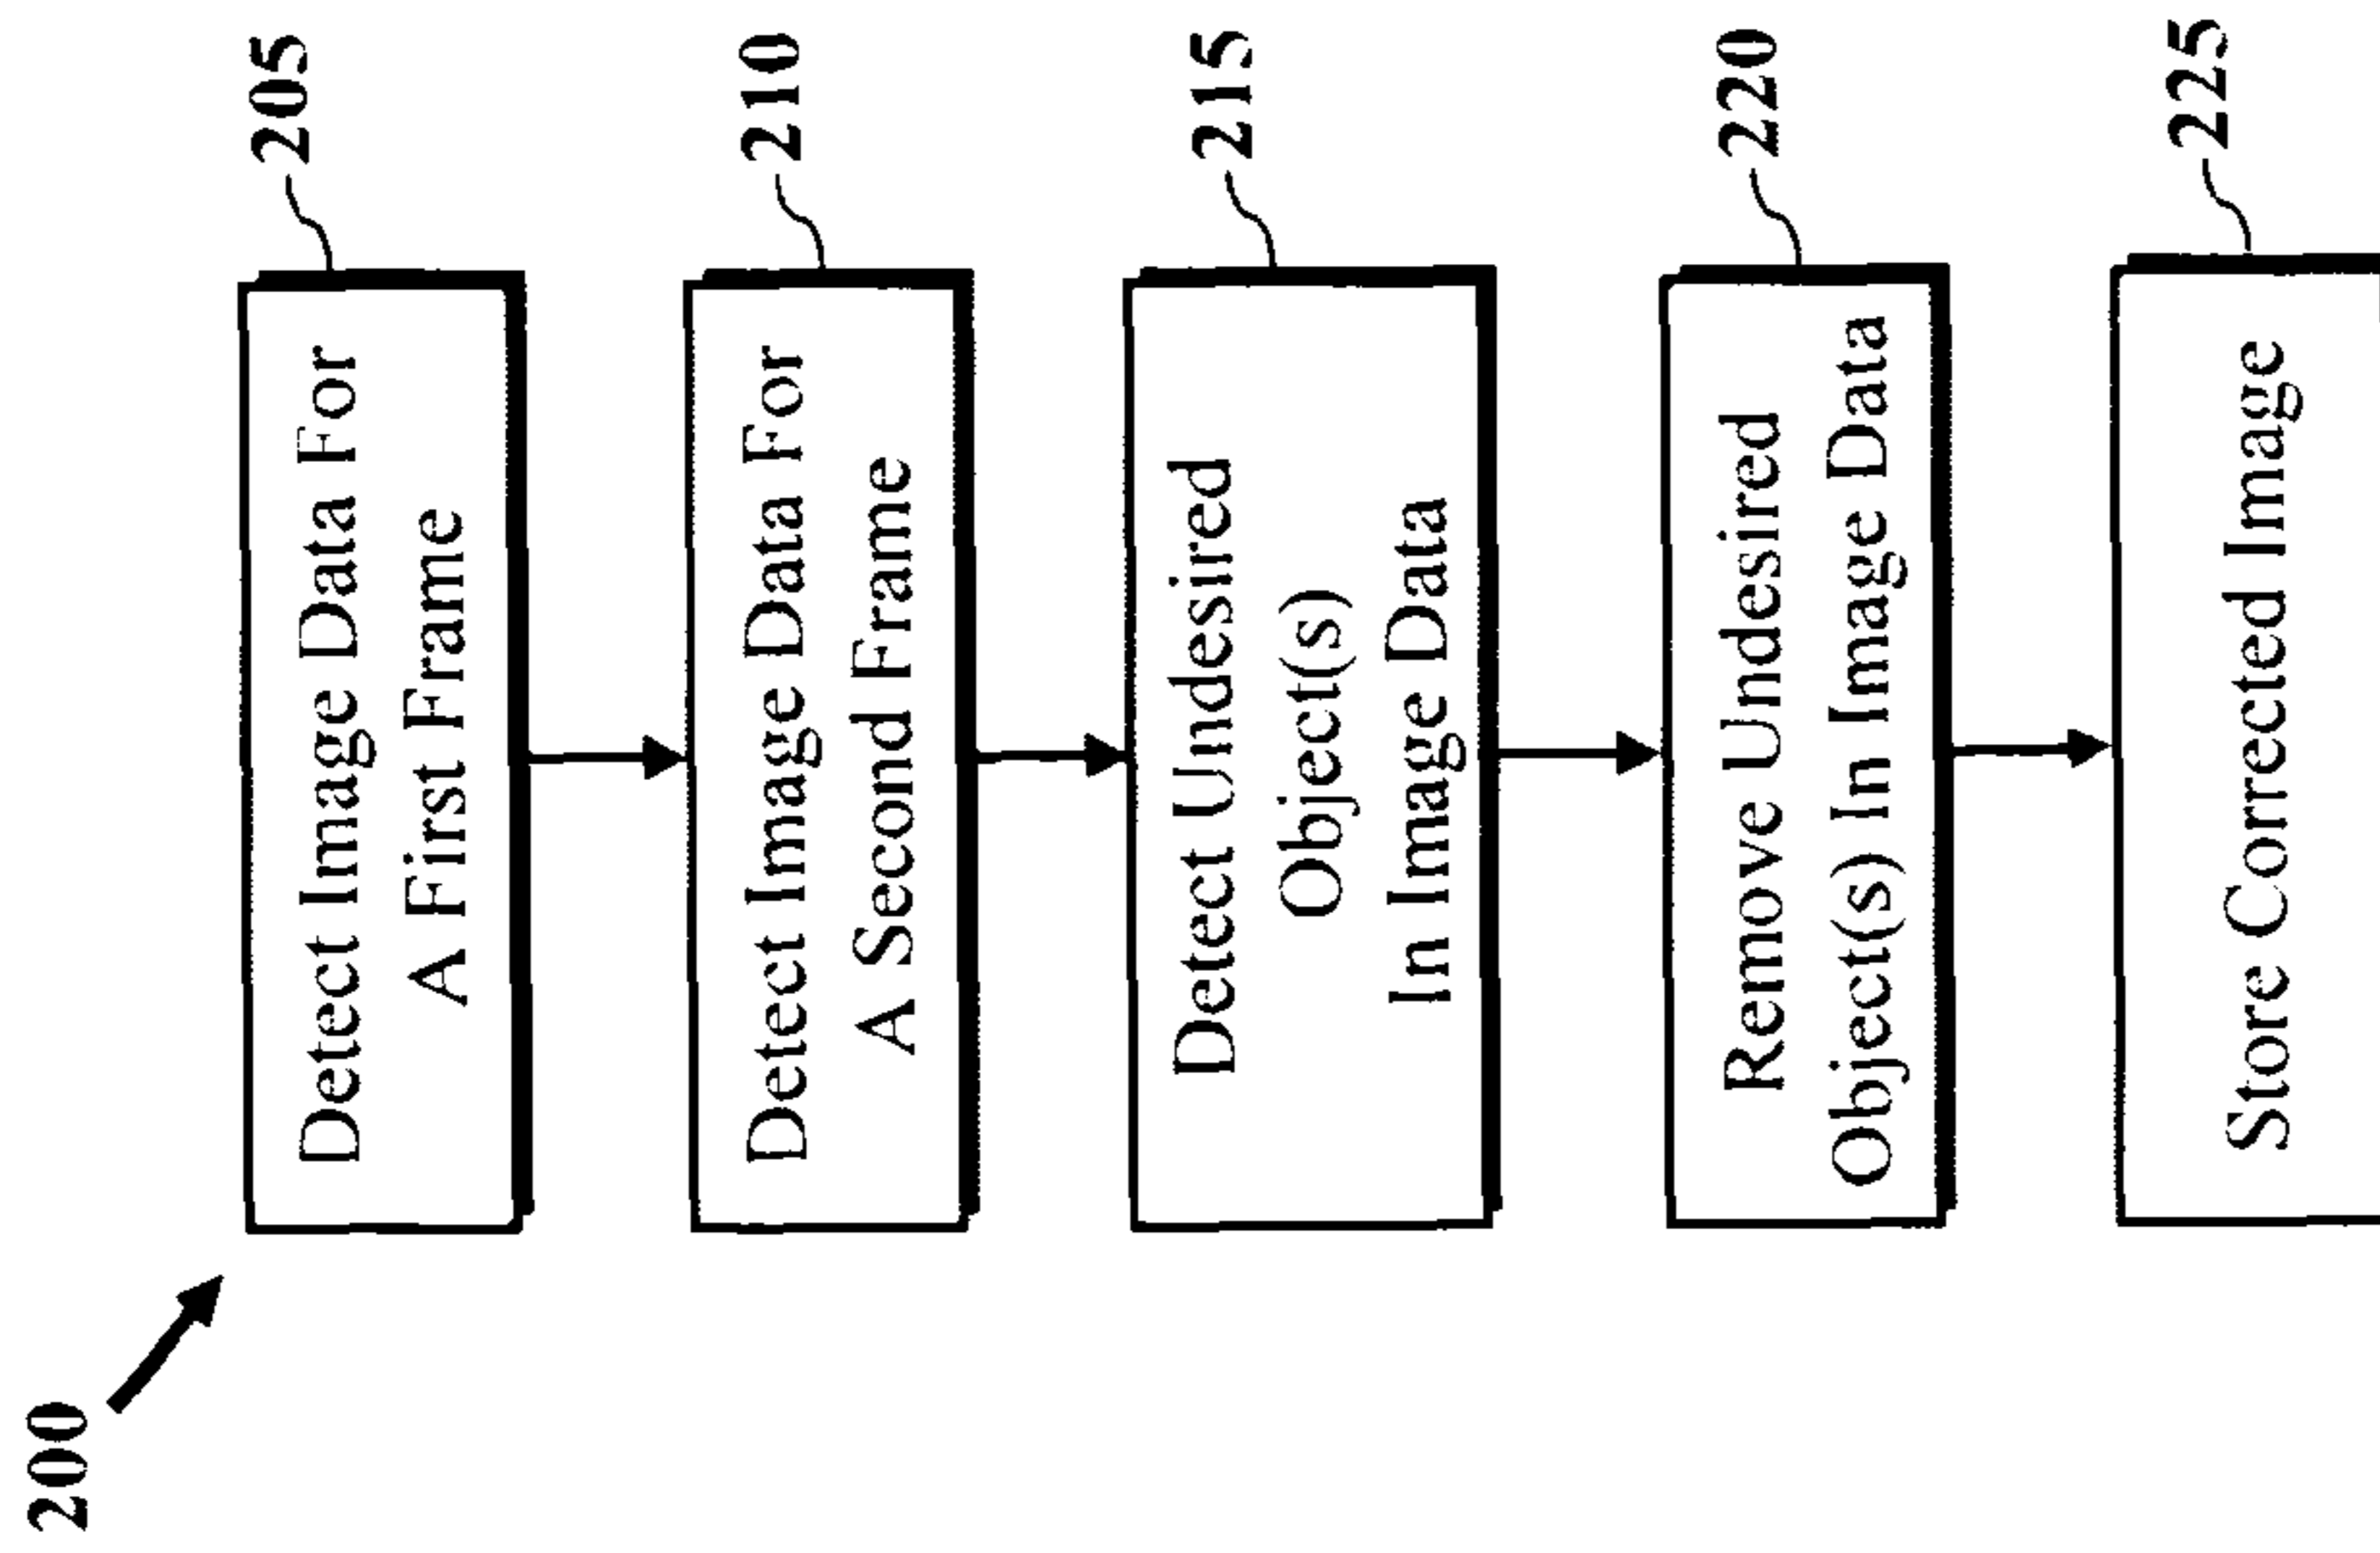 200
205
Detect Image Data For
A First Frame
210
Detect Image Data For
A Second Frame
215
Detect Undesired
Object(s)
In Image Data
220
Remove Undesired
Object(s) In Image Data
225
Store Corrected Image